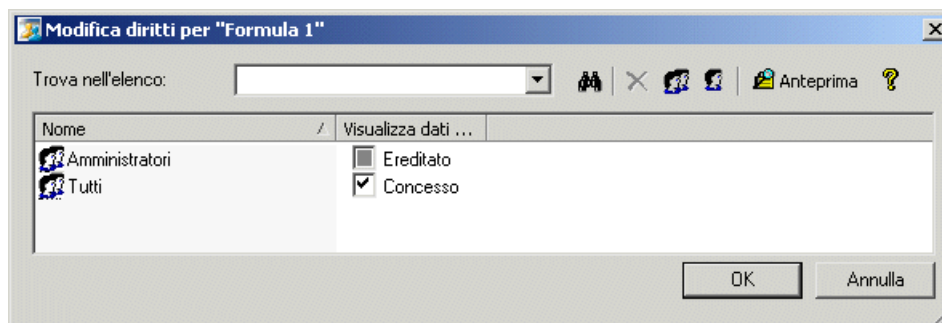 Modifica diritti per "Formula 1"
Trova nell'elenco:
Anteprima
Nome
Visualizza dati ...
Amministratori
Ereditato
Tutti
Concesso
OK
Annulla